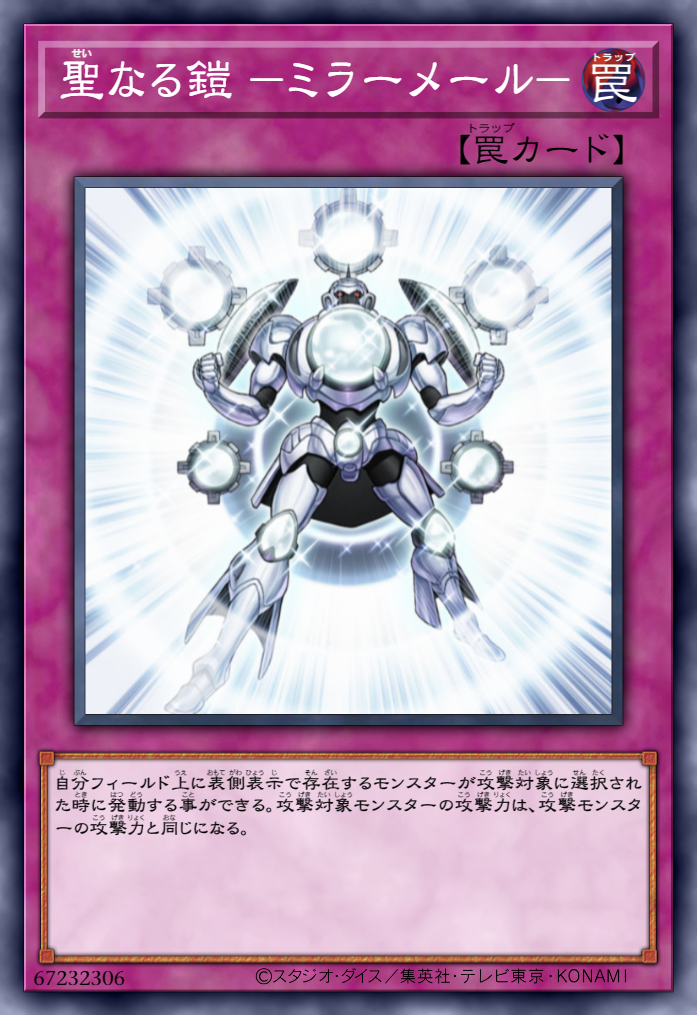 聖なる鎧 －ミラーメール－ 罠
【罠カード】
自分フィールド上に表側表示で存在するモンスターが攻撃対象に選択され
た時に発動する事ができる。攻撃対象モンスターの攻撃力は、攻撃モンスタ
ーの攻撃力と同じになる。
67232306 ©スタジオ・ダイス／集英社・テレビ東京・KONAMI